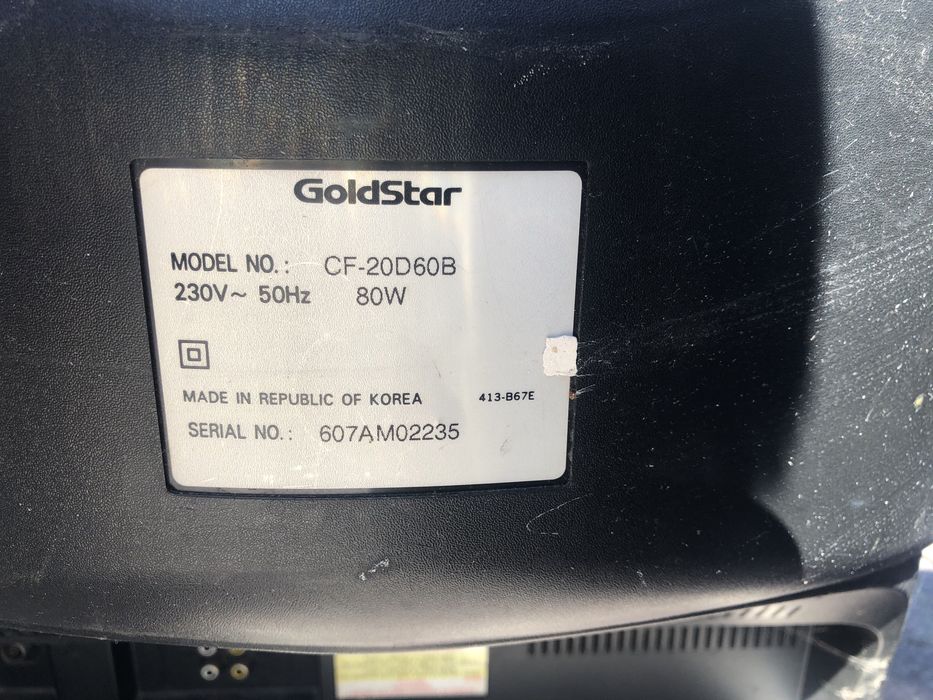 GoldStar
MODEL NO.: CF-20D60B
230V~ 50Hz 80W
MADE IN REPUBLIC OF KOREA 413-B67E
SERIAL NO.: 607AM02235